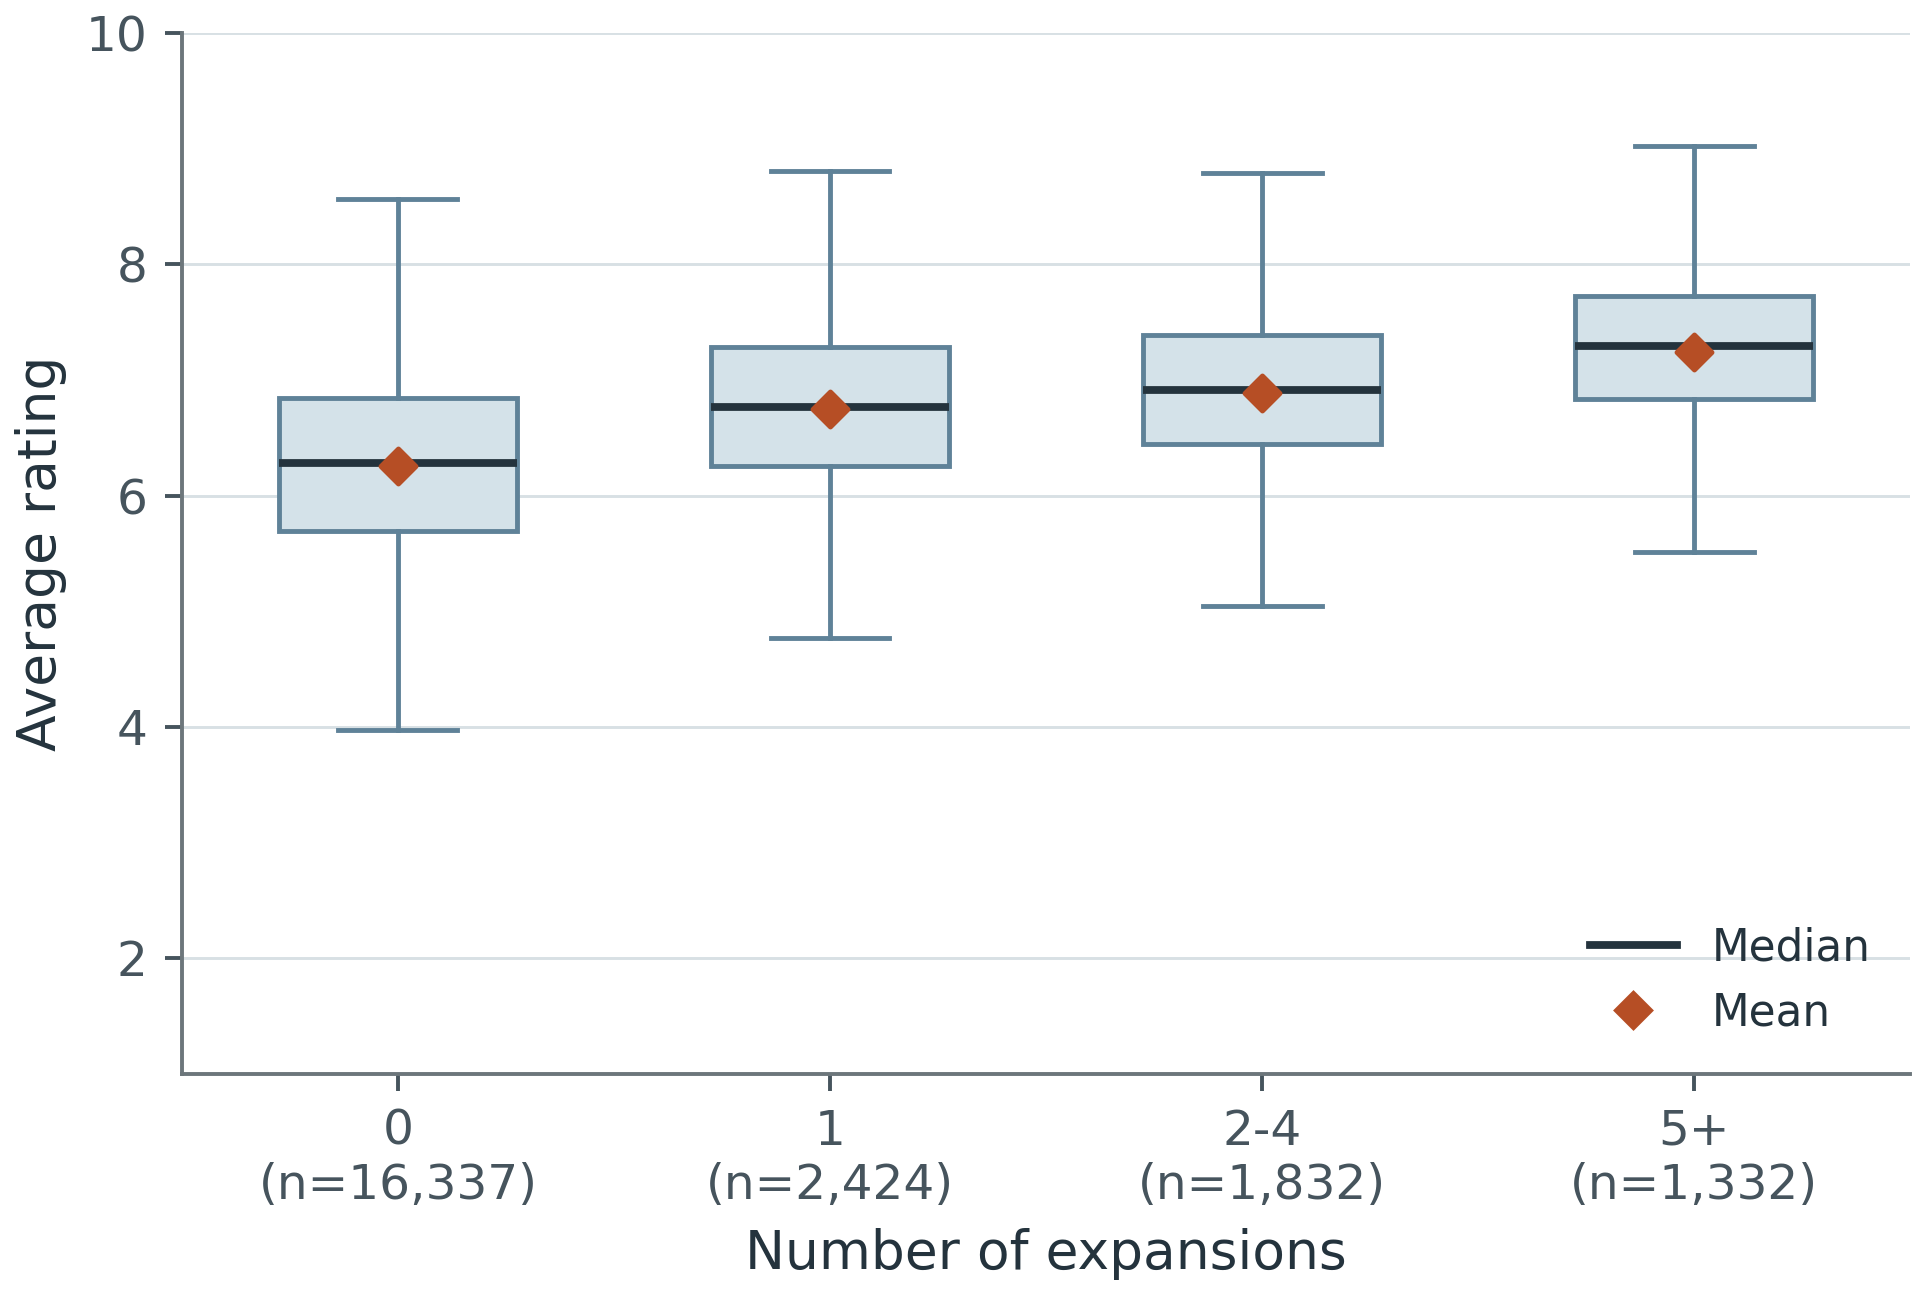 10
8
6
4
2
Average rating
Median
Mean
0
(n=16,337)
1
(n=2,424)
2-4
(n=1,832)
5+
(n=1,332)
Number of expansions